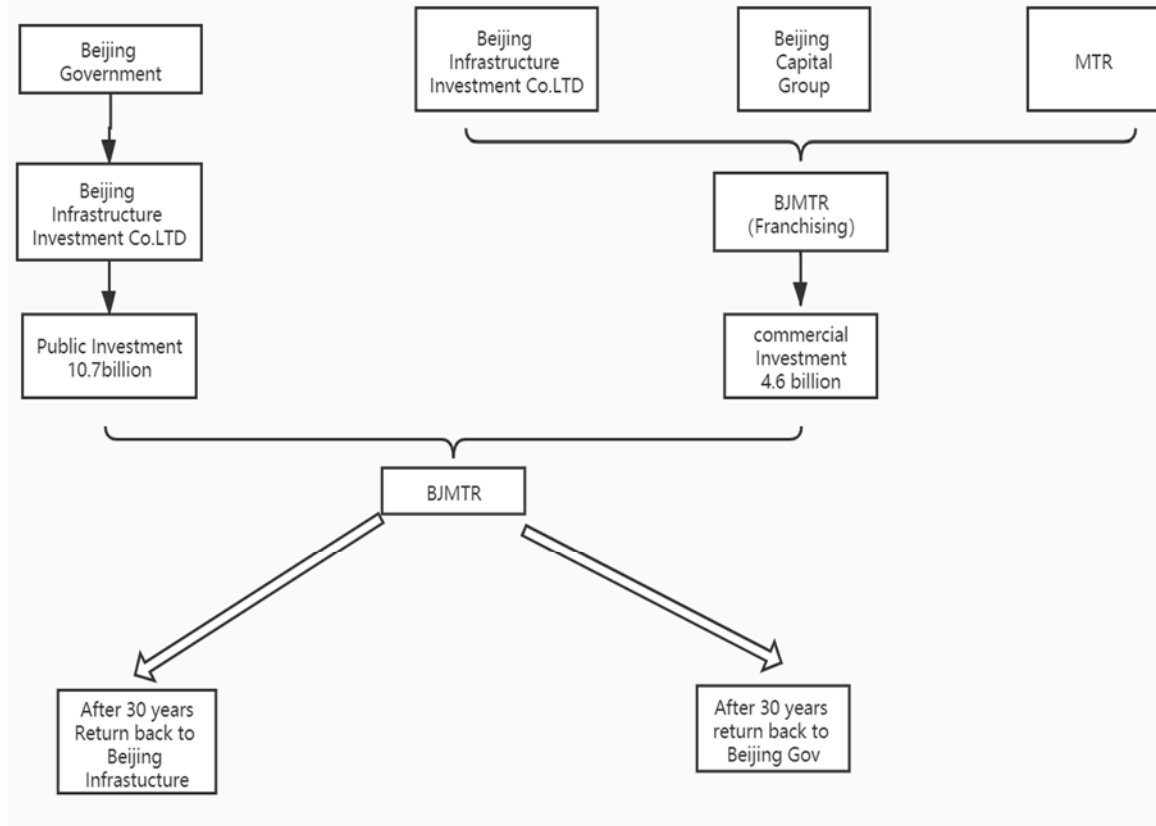 Beijing
Government
Beijing
Infrastructure
Investment Co.LTD
Public Investment
10.7billion
Beijing
Infrastructure
Investment Co.LTD
Beijing
Capital
Group
MTR
BJMTR
(Franchising)
commercial
Investment
4.6 billion
BJMTR
After 30 years
Return back to
Beijing
Infrastucture
After 30 years
return back to
Beijing Gov